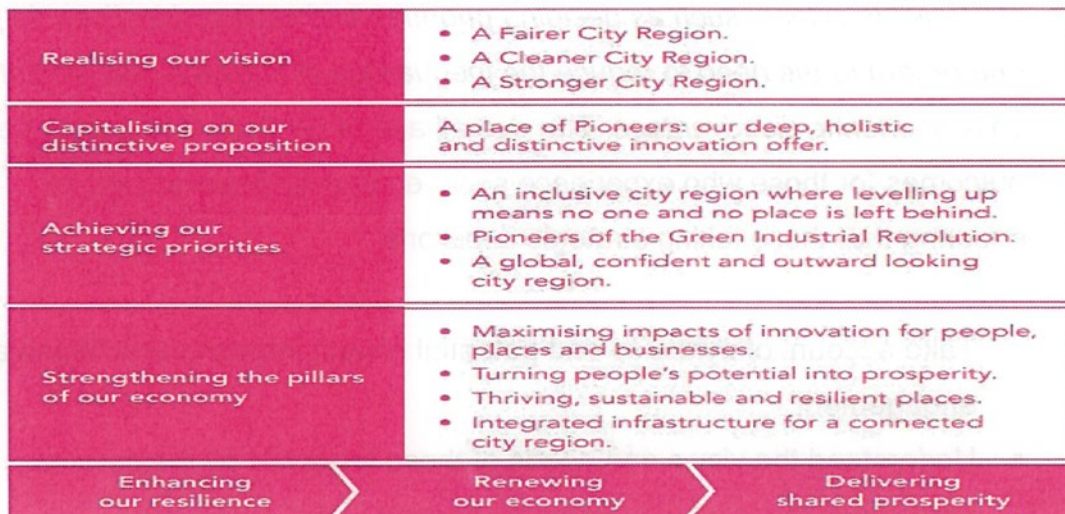 Realising our vision
• A Fairer City Region.
• A Cleaner City Region.
• A Stronger City Region.
Capitalising on our
distinctive proposition
A place of Pioneers: our deep, holistic
and distinctive innovation offer.
Achieving our
strategic priorities
• An inclusive city region where levelling up
means no one and no place is left behind.
• Pioneers of the Green Industrial Revolution.
• A global, confident and outward looking
city region.
Strengthening the pillars
of our economy
• Maximising impacts of innovation for people,
places and businesses.
• Turning people's potential into prosperity.
• Thriving, sustainable and resilient places.
• Integrated infrastructure for a connected
city region.
Enhancing
our resilience
Renewing
our economy
Delivering
shared prosperity